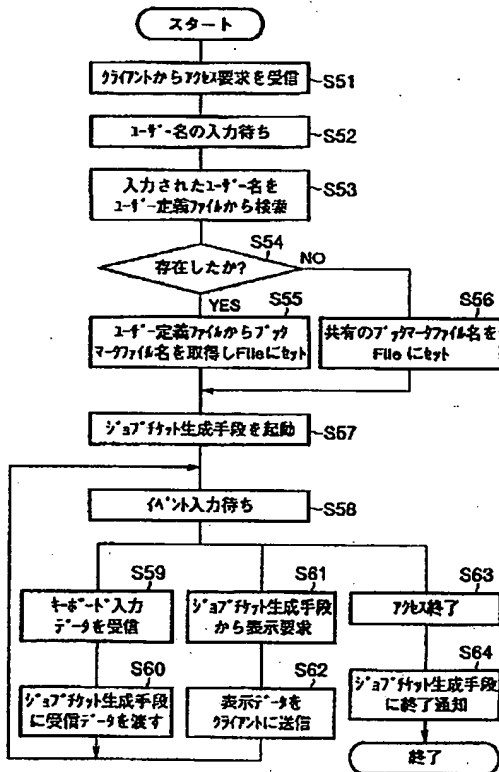 スタート
クライアントからアクセス要求を受信
S51
ユーザー名の入力待ち
S52
入力されたユーザー名を
ユーザー定義ファイルから検索
S53
S54
存在したか?
NO
YES
S55
ユーザー定義ファイルからブック
マークファイル名を取得しFileにセット
S56
共有のブックマークファイル名を
Fileにセット
ジョブチケット生成手段を起動
S57
イベント入力待ち
S58
S59
キーボード入力
データを受信
S60
ジョブチケット生成手段
に受信データを渡す
S61
ジョブチケット生成手段
から表示要求
S62
表示データを
クライアントに送信
S63
アクセス終了
S64
ジョブチケット生成手段
に終了通知
終了